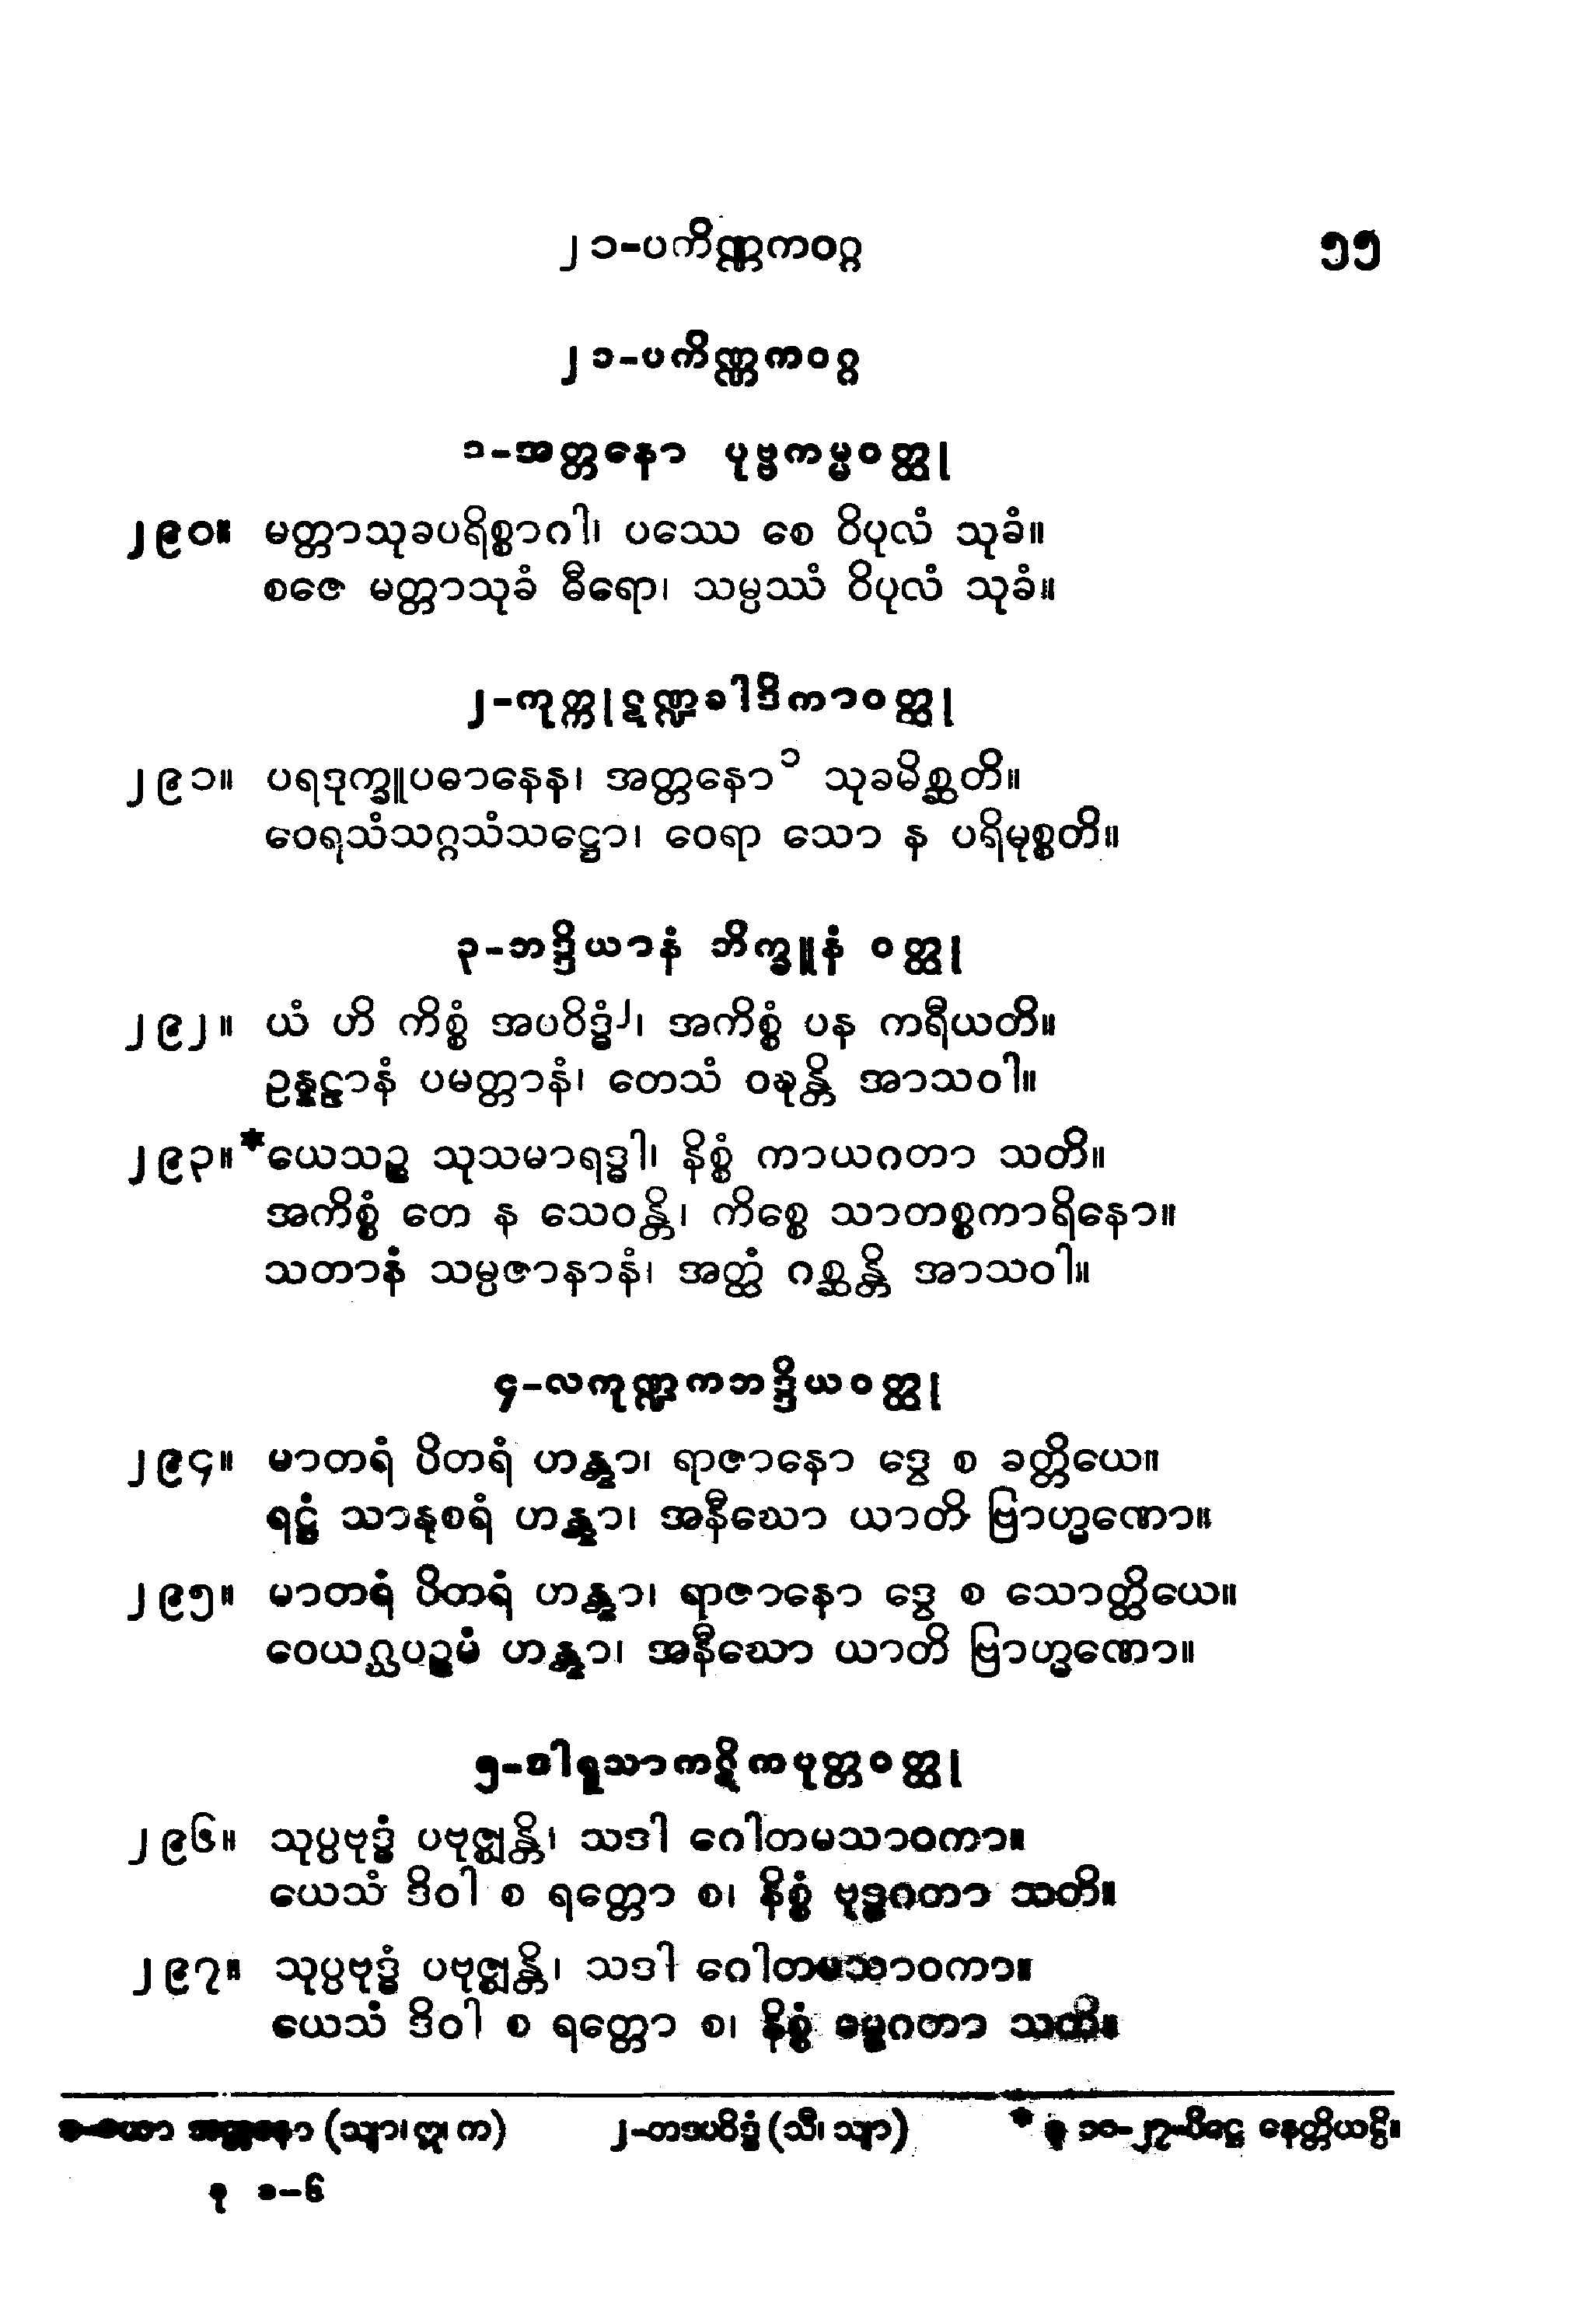 ၂၁-ပကိဏ္ဏကဝဂ္ဂ ၅၅
၂၁-ပကိဏ္ဏကဝဂ္ဂ
၁-အတ္တနော ပုဗ္ဗကမ္မဝတ္ထု
၂၉၀။ မတ္တာသုခပရိစ္စာဂါ၊ ပဿေ စေ ဝိပုလံ သုခံ။
စဇေ မတ္တာသုခံ ဓီရော၊ သမ္ပဿံ ဝိပုလံ သုခံ။
၂-ကုက္ကုဋဏ္ဍခါဒိကာဝတ္ထု
၂၉၁။ ပရဒုက္ခူပဓာနေန၊ အတ္တနော၁ သုခမိစ္ဆတိ။
ဝေရသံသဂ္ဂသံသဋ္ဌော၊ ဝေရာ သော န ပရိမုစ္စတိ။
၃-ဘဒ္ဒိယာနံ ဘိက္ခူနံ ဝတ္ထု
၂၉၂။ ယံ ဟိ ကိစ္စံ အပဝိဒ္ဓံ၂၊ အကိစ္စံ ပန ကရီယတိ။
ဥန္နဠာနံ ပမတ္တာနံ၊ တေသံ ဝဍ္ဎန္တိ အာသဝါ။
၂၉၃။ *ယေသဉ္စ သုသမာရဒ္ဓါ၊ နိစ္စံ ကာယဂတာ သတိ။
အကိစ္စံ တေ န သေဝန္တိ၊ ကိစ္စေ သာတစ္စကာရိနော။
သတာနံ သမ္ပဇာနာနံ၊ အတ္ထံ ဂစ္ဆန္တိ အာသဝါ။
၄-လကုဏ္ဍကဘဒ္ဒိယဝတ္ထု
၂၉၄။ မာတရံ ပိတရံ ဟန္တွာ၊ ရာဇာနော ဒွေ စ ခတ္တိယေ။
ရဋ္ဌံ သာနုစရံ ဟန္တွာ၊ အနီဃော ယာတိ ဗြာဟ္မဏော။
၂၉၅။ မာတရံ ပိတရံ ဟန္တွာ၊ ရာဇာနော ဒွေ စ သောတ္ထိယေ။
ဝေယဂ္ဃပဉ္စမံ ဟန္တွာ၊ အနီဃော ယာတိ ဗြာဟ္မဏော။
၅-ဒါရုသာကဋိကပုတ္တဝတ္ထု
၂၉၆။ သုပ္ပဗုဒ္ဓံ ပဗုဇ္ဈန္တိ၊ သဒါ ဂေါတမသာဝကာ။
ယေသံ ဒိဝါ စ ရတ္တော စ၊ နိစ္စံ ဗုဒ္ဓဂတာ သတိ။
၂၉၇။ သုပ္ပဗုဒ္ဓံ ပဗုဇ္ဈန္တိ၊ သဒါ ဂေါတမသာဝကာ။
ယေသံ ဒိဝါ စ ရတ္တော စ၊ နိစ္စံ ဓမ္မဂတာ သတိ။
အတ္တနော (သျာ၊ ဣ၊ က) ၂-တဒပဝိဒ္ဓံ (သီ၊ သျာ) * ခု ၁၀-၂၇-ပိဋ္ဌေ နေတ္တိယမ္ပိ။
ခု ၁-၆